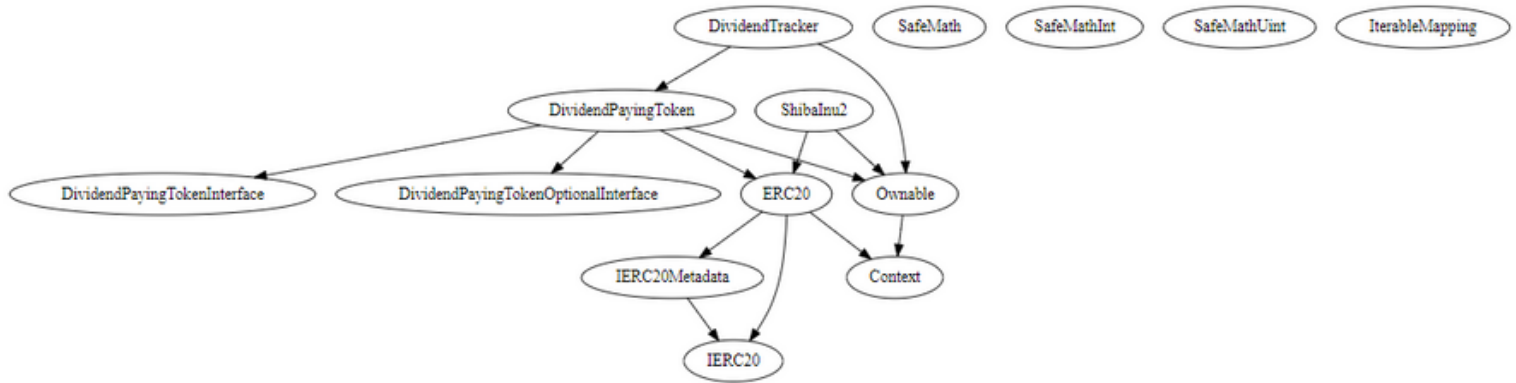 DividendTracker
SafeMath
SafeMathInt
SafeMathUint
IterableMapping
DividendPayingToken
ShibaInu2
DividendPayingTokenInterface
DividendPayingTokenOptionalInterface
ERC20
Ownable
IERC20Metadata
Context
IERC20